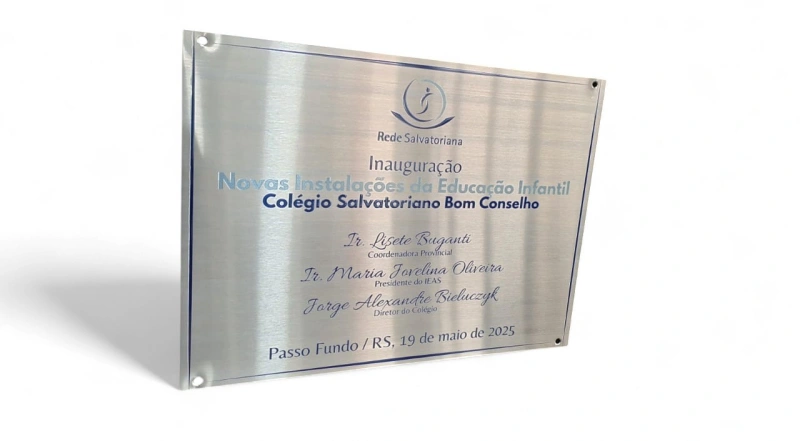 Rede Salvatoriana
Inauguração
Novas Instalações da Educação Infantil
Colégio Salvatoriano Bom Conselho
Ir. Lisete Buganti
Coordenadora Provincial
Ir. Maria Jovelina Oliveira
Presidente do IEAS
Jorge Alexandre Bieluczyk
Diretor do Colégio
Passo Fundo / RS, 19 de maio de 2025